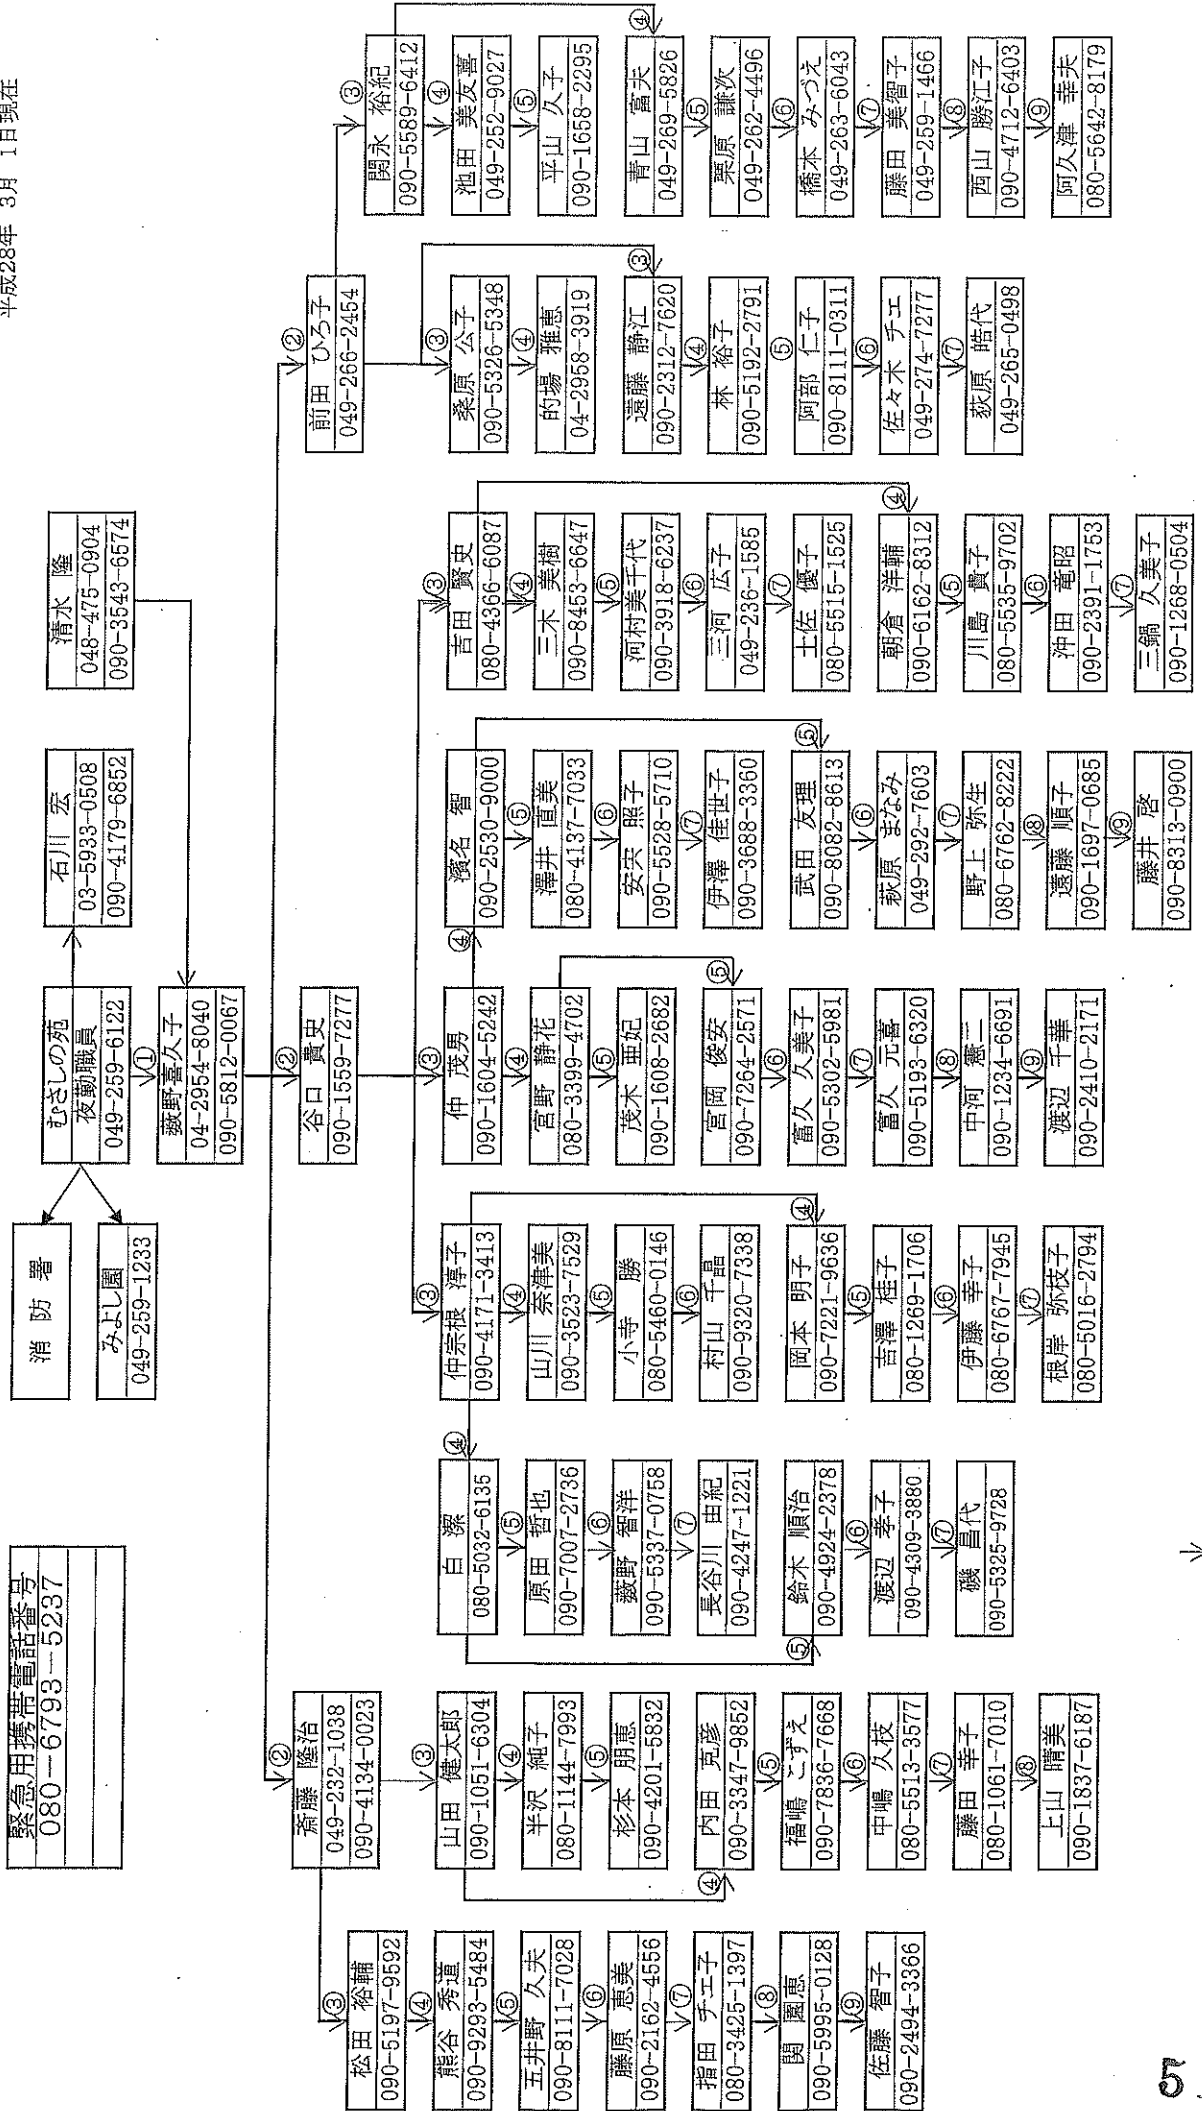 平成28年 3月 1日現在
緊急用携帯電話番号
080-6793-5237
消 防 署
みよし園
049-259-1233
むさしの苑
夜勤職員
049-259-6122
石川 宏
03-5933-0508
090-4179-6852
清水 隆
048-475-0904
090-3543-6574
①
薮野喜久子
04-2954-8040
090-5812-0067
②
斎藤 隆治
049-232-1038
090-4134-0023
②
谷口 貴史
090-1559-7277
②
前田 ひろ子
049-266-2454
③
松田 裕輔
090-5197-9592
④
熊谷 秀道
090-9293-5484
⑤
五井野 久夫
090-8111-7028
⑥
藤原 恵美
090-2162-4556
⑦
指田 チエ子
080-3425-1397
⑧
関 園恵
090-5995-0128
⑨
佐藤 智子
090-2494-3366
③
山田 健太郎
090-1051-6304
④
半沢 純子
080-1144-7993
⑤
杉本 朋恵
090-4201-5832
④
内田 克彦
090-3347-9852
⑤
福嶋 こずえ
090-7836-7668
⑥
中嶋 久枝
080-5513-3577
⑦
藤田 幸子
080-1061-7010
⑧
上山 晴美
090-1837-6187
④
白 潔
080-5032-6135
⑤
原田 哲也
090-7007-2736
⑥
薮野 智洋
090-5337-0758
⑦
長谷川 由紀
090-4247-1221
⑤
鈴木 順治
090-4924-2378
⑥
渡辺 孝子
090-4309-3880
⑦
磯 昌代
090-5325-9728
③
仲宗根 淳子
090-4171-3413
④
山川 奈津美
090-3523-7529
⑤
小寺 勝
080-5460-0146
⑥
村山 千晶
090-9320-7338
④
岡本 明子
090-7221-9636
⑤
吉澤 桂子
080-1269-1706
⑥
伊藤 幸子
080-6767-7945
⑦
根岸 弥枝子
080-5016-2794
③
仲 茂男
090-1604-5242
④
宮野 静花
080-3399-4702
⑤
茂木 亜妃
090-1608-2682
⑤
宮岡 俊安
090-7264-2571
⑥
富久 久美子
090-5302-5981
⑦
富久 元喜
090-5193-6320
⑧
中河 憲二
090-1234-6691
⑨
渡辺 千華
090-2410-2171
④
濱名 智
090-2530-9000
⑤
澤井 直美
080-4137-7033
⑥
安安 照子
090-5528-5710
⑦
伊澤 佳世子
090-3688-3360
⑤
武田 友理
090-8082-8613
⑥
萩原 まなみ
049-292-7603
⑦
野上 弥生
080-6762-8222
⑧
遠藤 順子
090-1697-0685
⑨
藤井 啓
090-8313-0900
③
吉田 賢史
080-4366-6087
④
三木 美樹
090-8453-6647
⑤
河村美千代
090-3918-6237
⑥
三河 広子
049-236-1585
⑦
土佐 優子
080-5515-1525
④
朝倉 洋輔
090-6162-8312
⑤
川島 貴子
080-5535-9702
⑥
沖田 竜昭
090-2391-1753
⑦
三鍋 久美子
090-1268-0504
③
桑原 公子
090-5326-5348
④
的場 雅恵
04-2958-3919
③
遠藤 静江
090-2312-7620
④
林 裕子
090-5192-2791
⑤
阿部 仁子
090-8111-0311
⑥
佐々木 チエ
049-274-7277
⑦
荻原 皓代
049-265-0498
③
関永 裕紀
090-5589-6412
④
池田 美友喜
049-252-9027
⑤
平山 久子
090-1658-2295
④
青山 富夫
049-269-5826
⑤
栗原 謙次
049-262-4496
⑥
橋本 みづえ
049-263-6043
⑦
藤田 美智子
049-259-1466
⑧
西山 勝江子
090-4712-6403
⑨
阿久津 幸夫
080-5642-8179
5